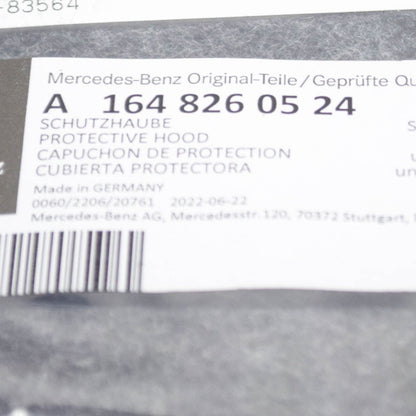 -83564
Mercedes-Benz Original-Teile/Geprüfte Qu
A 164 826 05 24
SCHUTZHAUBE
PROTECTIVE HOOD
CAPUCHON DE PROTECTION
CUBIERTA PROTECTORA
Made in GERMANY
0060/2206/20761 2022-06-22
Mercedes-Benz AG, Mercedesstr.120, 70372 Stuttgart,
S
u
un